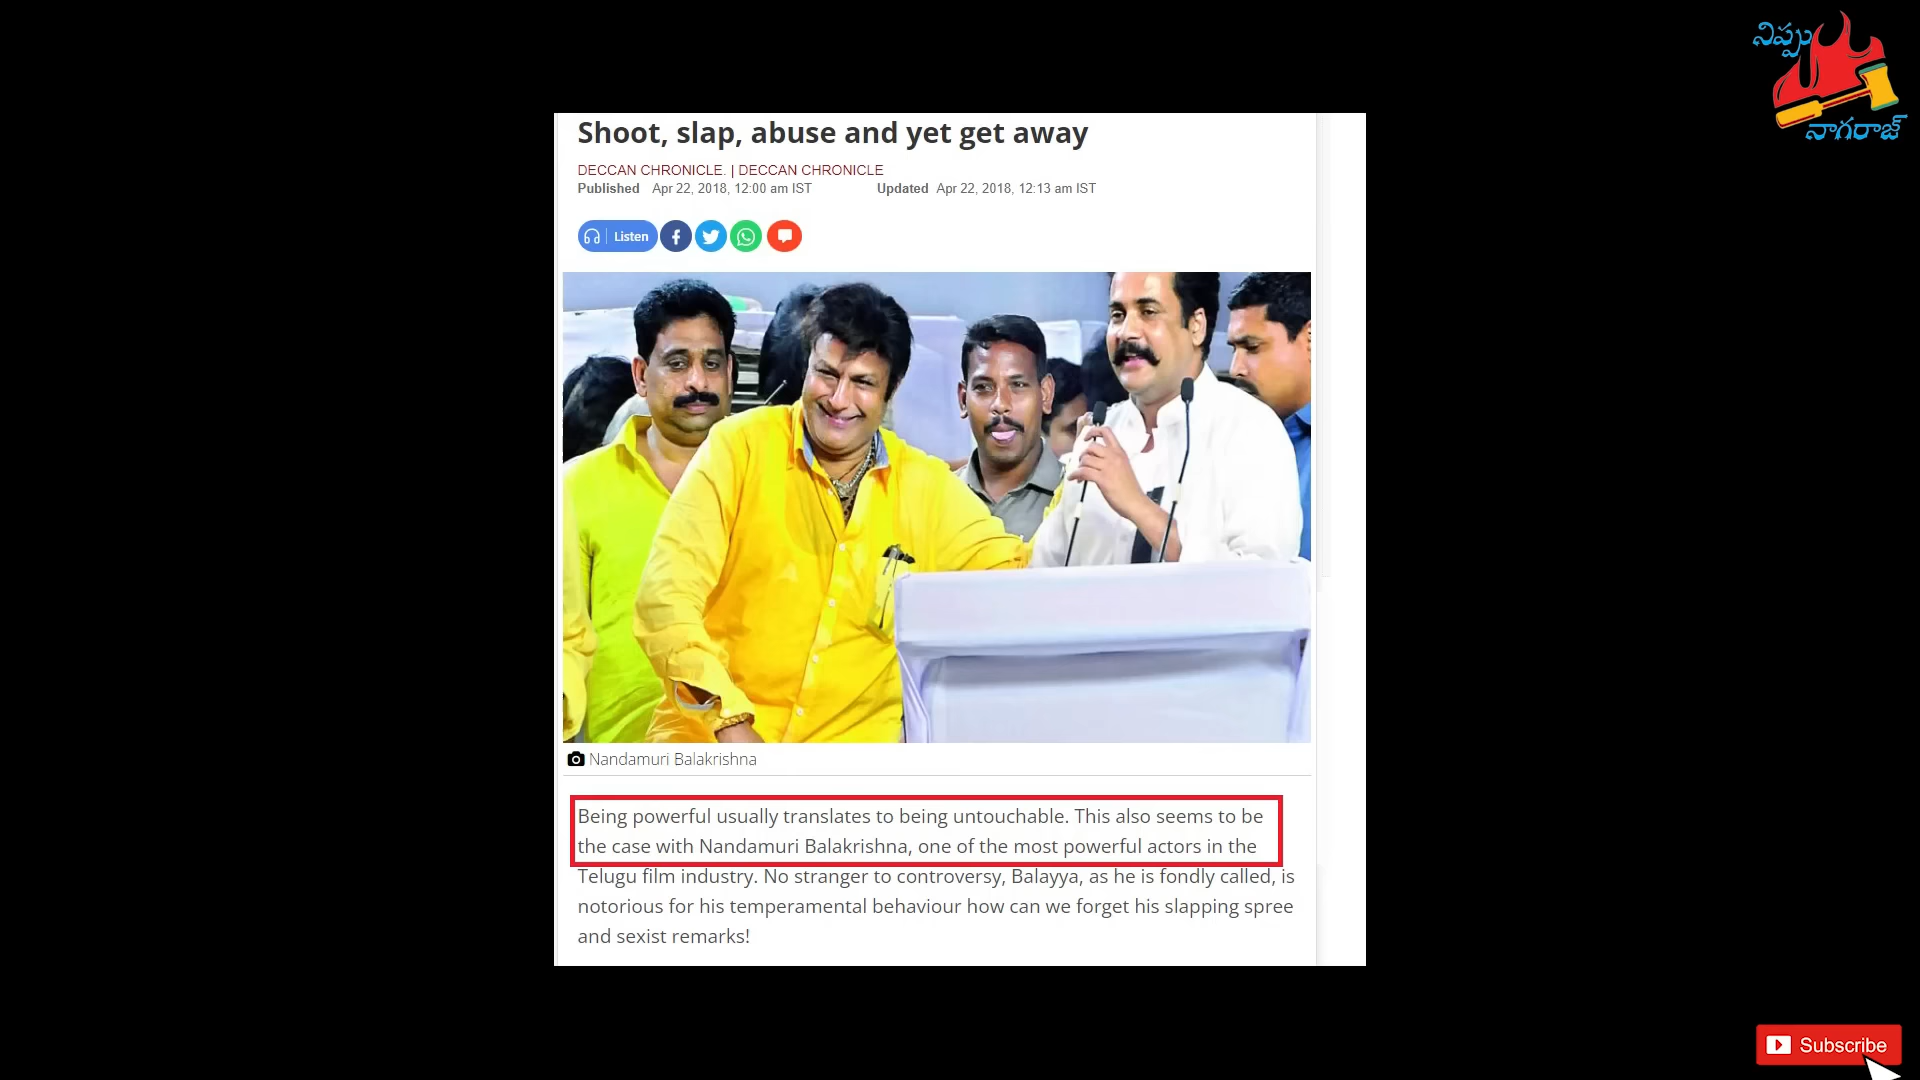 నిప్పు
నాగరాజ్
Shoot, slap, abuse and yet get away
DECCAN CHRONICLE. | DECCAN CHRONICLE
Published Apr 22, 2018, 12:00 am IST Updated Apr 22, 2018, 12:13 am IST
Listen
Nandamuri Balakrishna
Being powerful usually translates to being untouchable. This also seems to be
the case with Nandamuri Balakrishna, one of the most powerful actors in the
Telugu film industry. No stranger to controversy, Balayya, as he is fondly called, is
notorious for his temperamental behaviour how can we forget his slapping spree
and sexist remarks!
Subscribe